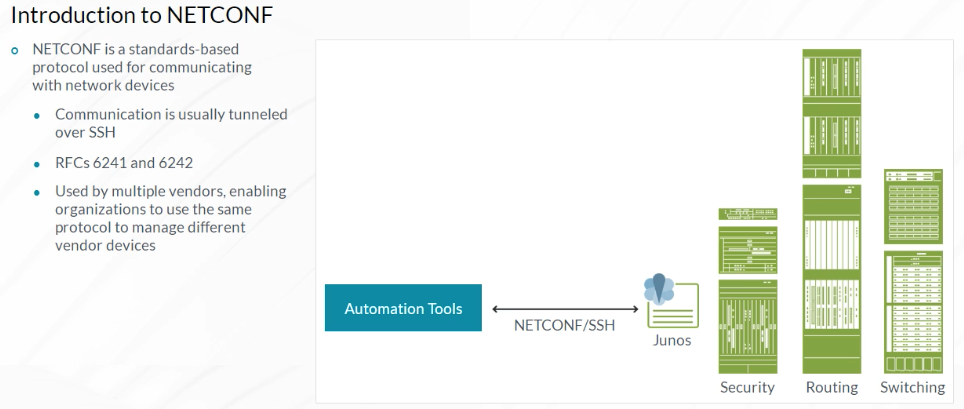 Introduction to NETCONF
NETCONF is a standards-based
protocol used for communicating
with network devices
Communication is usually tunneled
over SSH
RFCs 6241 and 6242
Used by multiple vendors, enabling
organizations to use the same
protocol to manage different
vendor devices
Automation Tools
NETCONF/SSH
Junos
Security
Routing
Switching